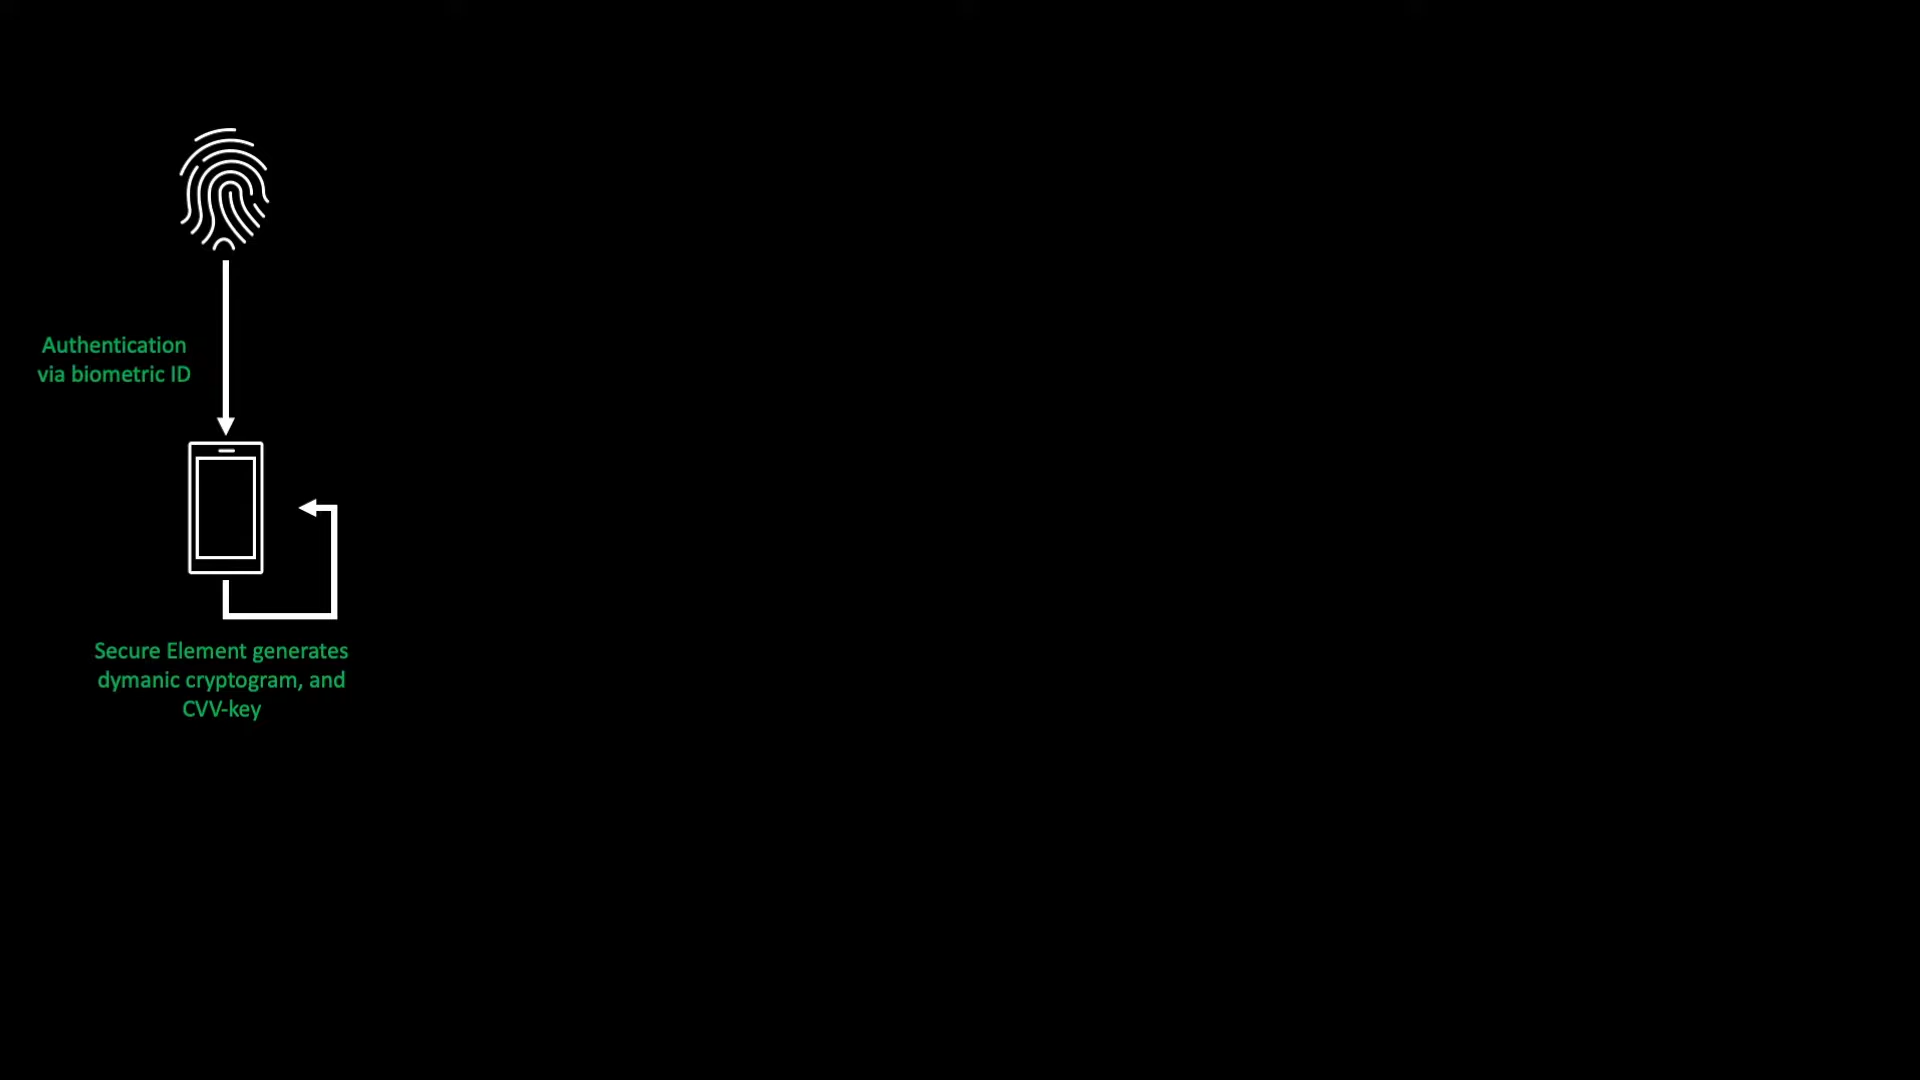 Authentication
via biometric ID
Secure Element generates
dymanic cryptogram, and
CVV-key